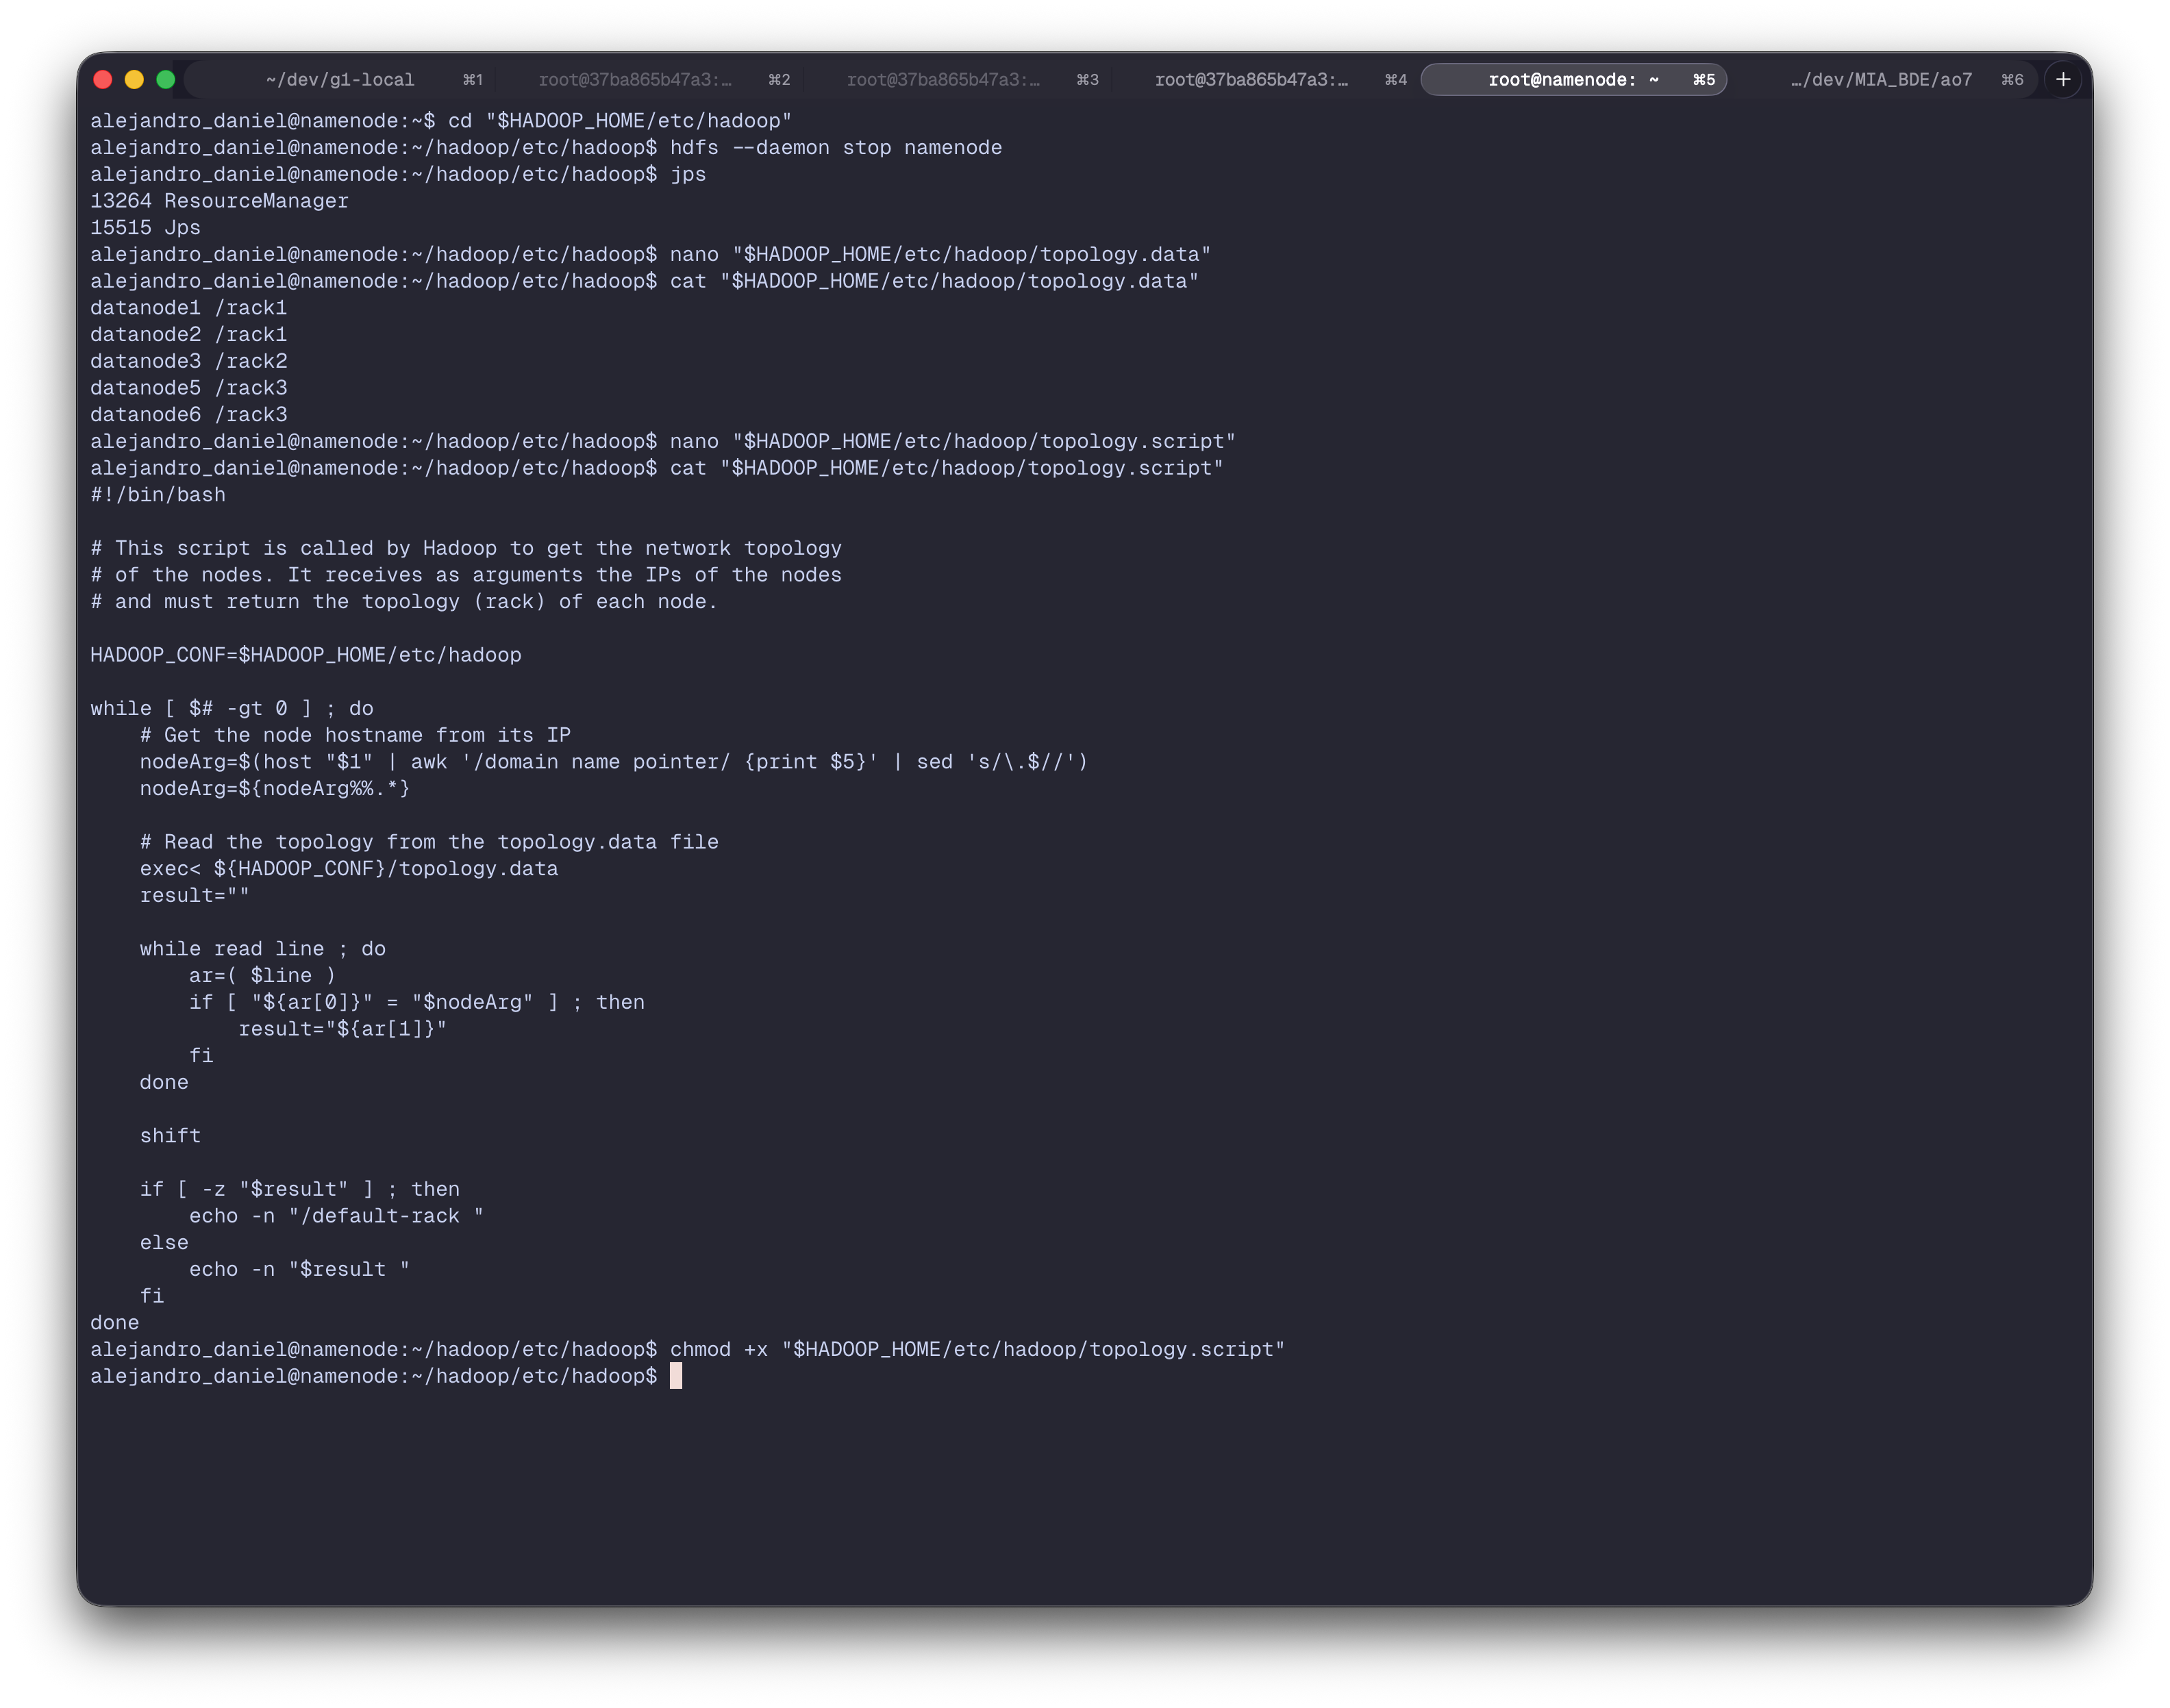 ~/dev/g1-local ⌘1 root@37ba865b47a3:… ⌘2 root@37ba865b47a3:… ⌘3 root@37ba865b47a3:… ⌘4 root@namenode: ~ ⌘5 …/dev/MIA_BDE/ao7 ⌘6 +
alejandro_daniel@namenode:~$ cd "$HADOOP_HOME/etc/hadoop"
alejandro_daniel@namenode:~/hadoop/etc/hadoop$ hdfs --daemon stop namenode
alejandro_daniel@namenode:~/hadoop/etc/hadoop$ jps
13264 ResourceManager
15515 Jps
alejandro_daniel@namenode:~/hadoop/etc/hadoop$ nano "$HADOOP_HOME/etc/hadoop/topology.data"
alejandro_daniel@namenode:~/hadoop/etc/hadoop$ cat "$HADOOP_HOME/etc/hadoop/topology.data"
datanode1 /rack1
datanode2 /rack1
datanode3 /rack2
datanode5 /rack3
datanode6 /rack3
alejandro_daniel@namenode:~/hadoop/etc/hadoop$ nano "$HADOOP_HOME/etc/hadoop/topology.script"
alejandro_daniel@namenode:~/hadoop/etc/hadoop$ cat "$HADOOP_HOME/etc/hadoop/topology.script"
#!/bin/bash

# This script is called by Hadoop to get the network topology
# of the nodes. It receives as arguments the IPs of the nodes
# and must return the topology (rack) of each node.

HADOOP_CONF=$HADOOP_HOME/etc/hadoop

while [ $# -gt 0 ] ; do
    # Get the node hostname from its IP
    nodeArg=$(host "$1" | awk '/domain name pointer/ {print $5}' | sed 's/\.$//')
    nodeArg=${nodeArg%%.*}

    # Read the topology from the topology.data file
    exec< ${HADOOP_CONF}/topology.data
    result=""

    while read line ; do
        ar=( $line )
        if [ "${ar[0]}" = "$nodeArg" ] ; then
            result="${ar[1]}"
        fi
    done

    shift

    if [ -z "$result" ] ; then
        echo -n "/default-rack "
    else
        echo -n "$result "
    fi
done
alejandro_daniel@namenode:~/hadoop/etc/hadoop$ chmod +x "$HADOOP_HOME/etc/hadoop/topology.script"
alejandro_daniel@namenode:~/hadoop/etc/hadoop$